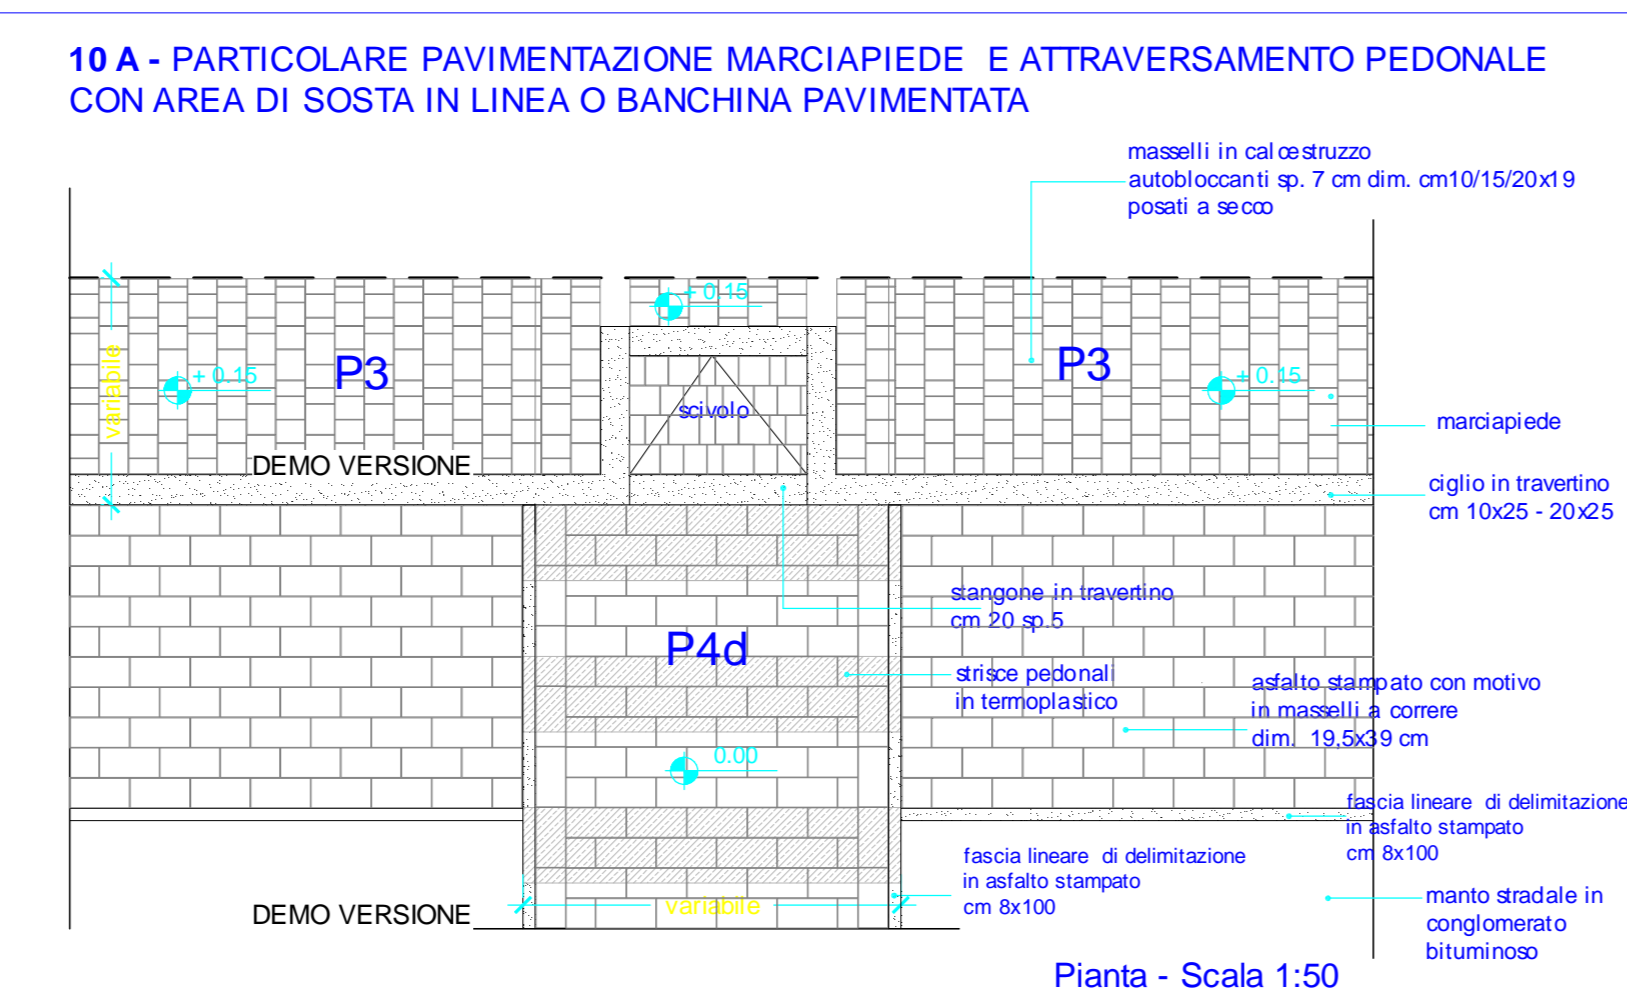 10 A - PARTICOLARE PAVIMENTAZIONE MARCIAPIEDE E ATTRAVERSAMENTO PEDONALE
CON AREA DI SOSTA IN LINEA O BANCHINA PAVIMENTATA
masselli in calcestruzzo
autobloccanti sp. 7 cm dim. cm10/15/20x19
posati a secco
+ 0.15
P3
P3
+ 0.15
+ 0.15
variabile
scivolo
marciapiede
DEMO VERSIONE
ciglio in travertino
cm 10x25 - 20x25
stangone in travertino
cm 20 sp.5
P4d
strisce pedonali
in termoplastico
asfalto stampato con motivo
in masselli a correre
dim. 19,5x39 cm
0.00
fascia lineare di delimitazione
in asfalto stampato
cm 8x100
fascia lineare di delimitazione
in asfalto stampato
cm 8x100
variabile
DEMO VERSIONE
manto stradale in
conglomerato
bituminoso
Pianta - Scala 1:50